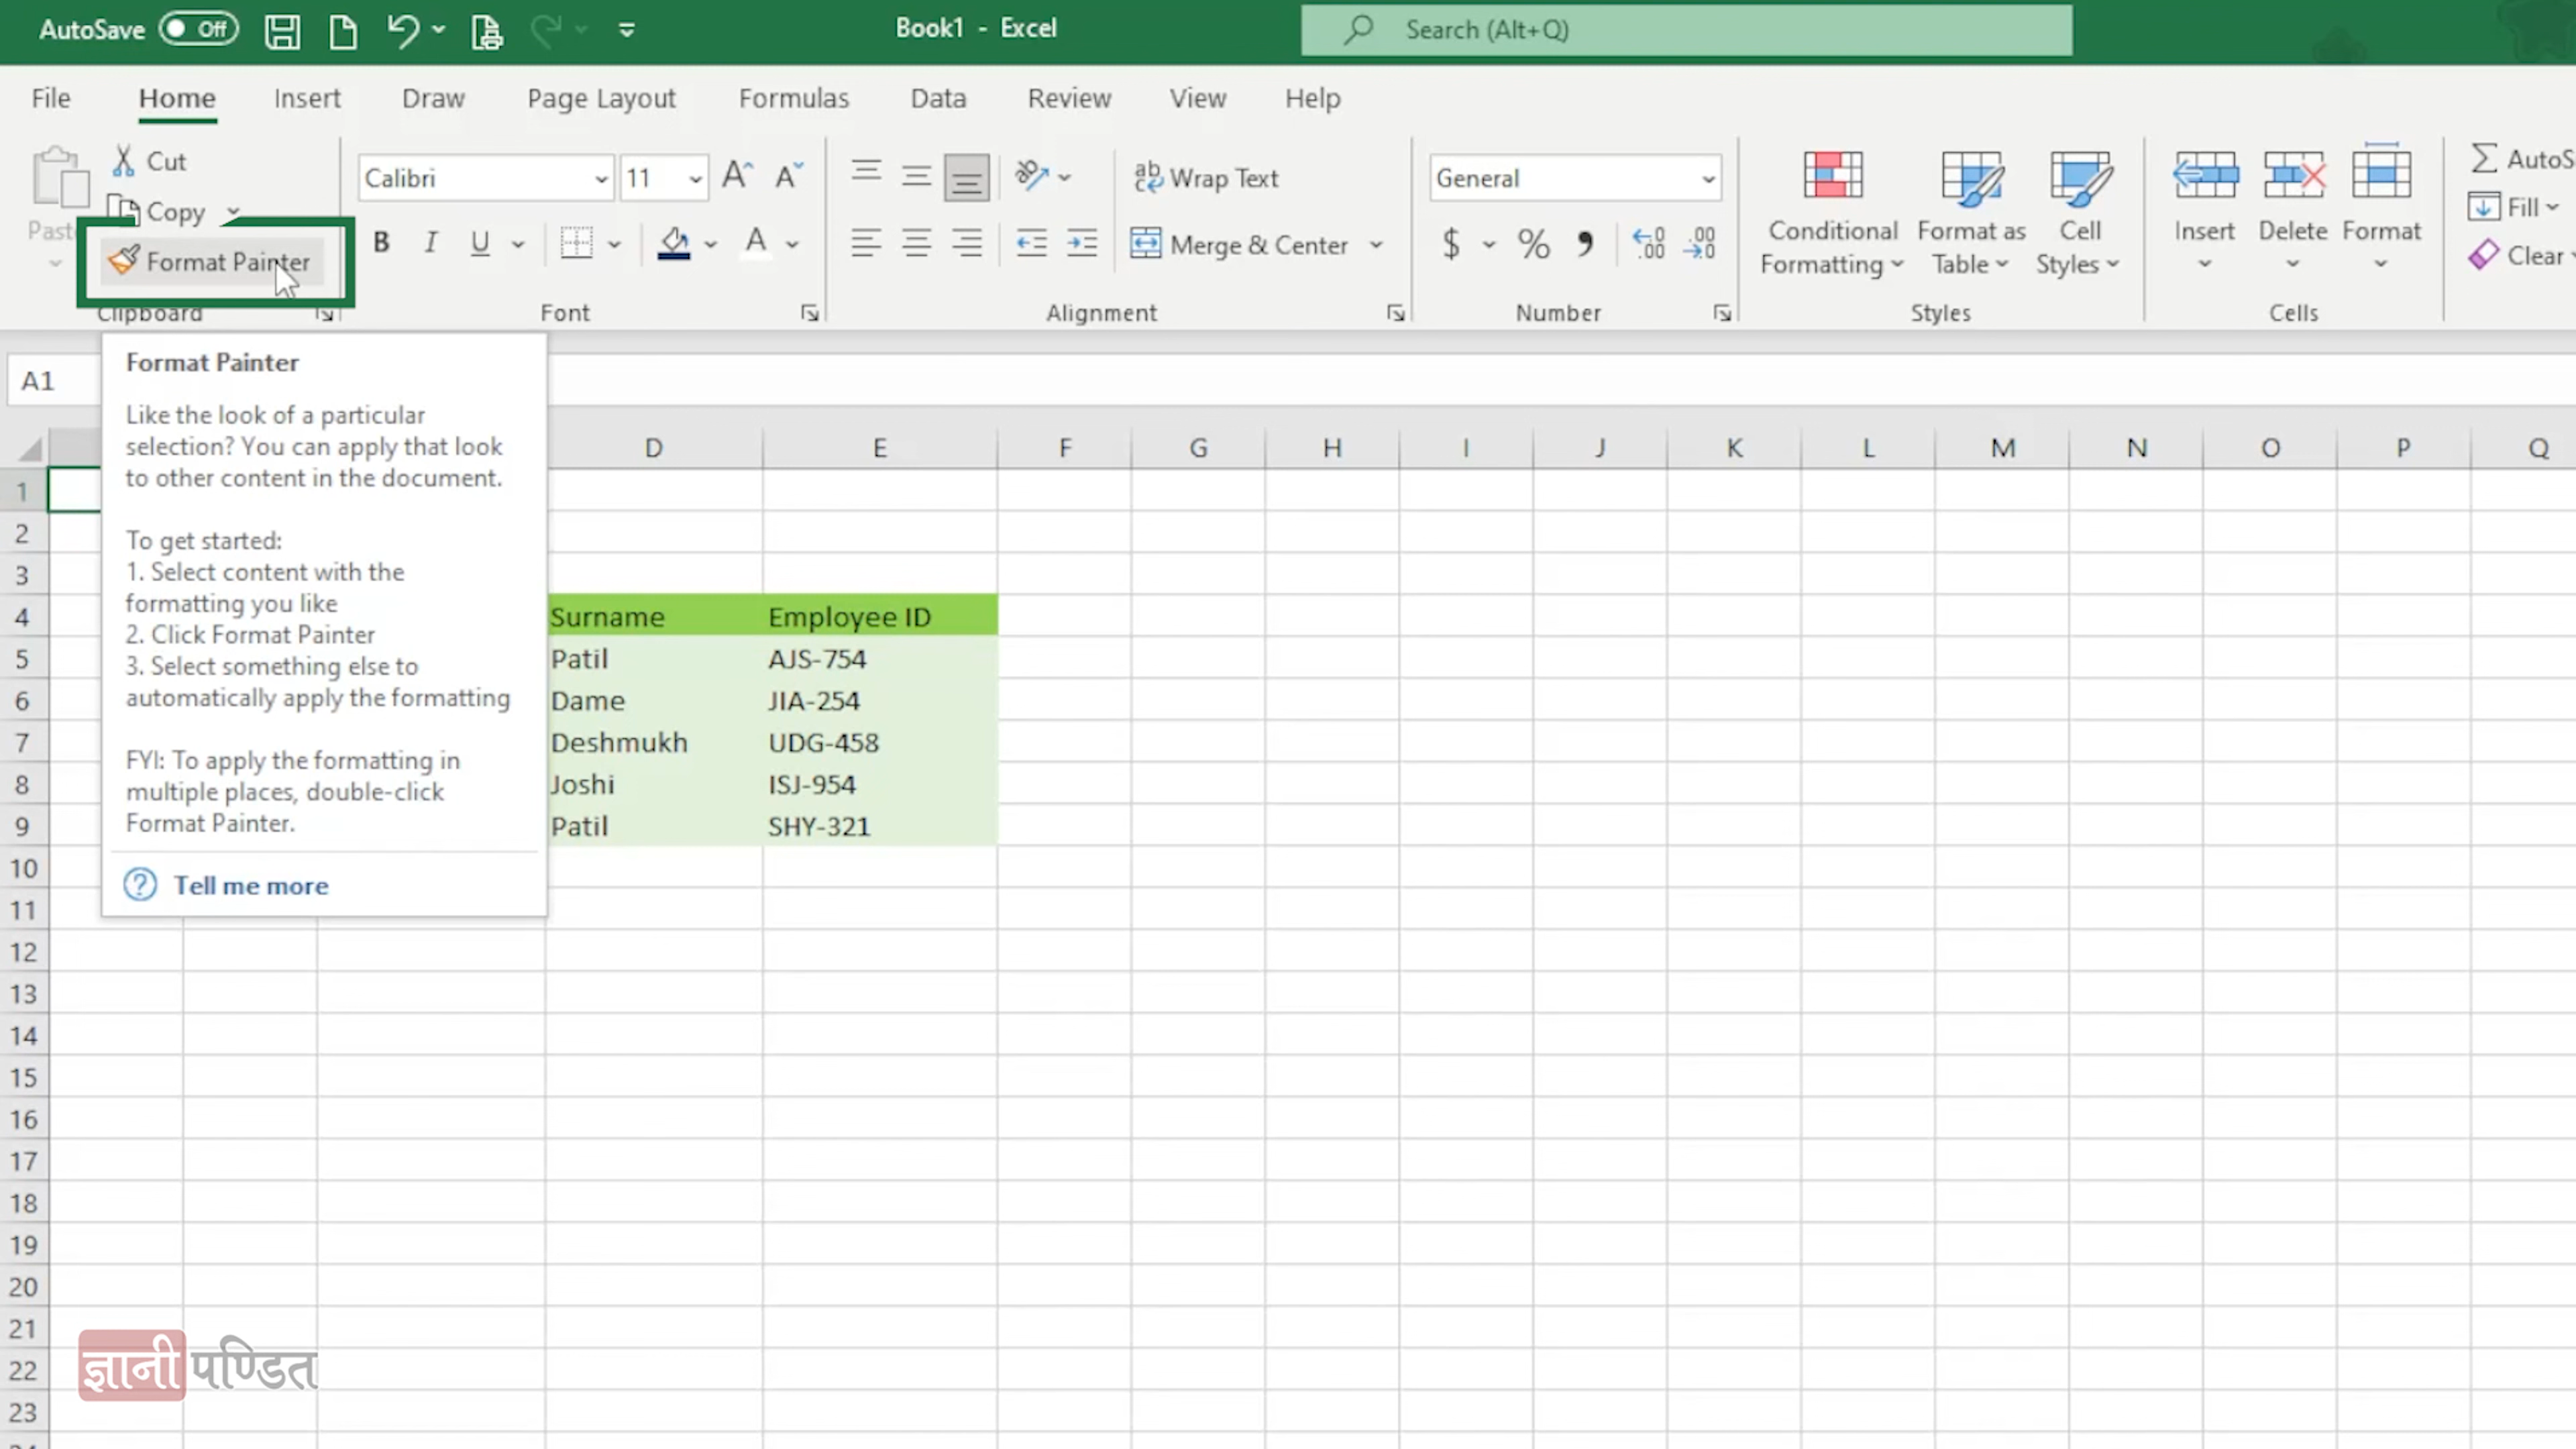 AutoSave Off Book1 - Excel Search (Alt+Q)
File Home Insert Draw Page Layout Formulas Data Review View Help
Cut
Copy
Format Painter
Clipboard
Calibri 11
B I U A
Font
Wrap Text
Merge & Center
Alignment
General
$ % ,
Number
Conditional Formatting
Format as Table
Cell Styles
Styles
Insert Delete Format
Cells
Fill
Clear
A1
Format Painter
Like the look of a particular
selection? You can apply that look
to other content in the document.
To get started:
1. Select content with the
formatting you like
2. Click Format Painter
3. Select something else to
automatically apply the formatting
FYI: To apply the formatting in
multiple places, double-click
Format Painter.
Tell me more
D E F G H I J K L M N O P Q
1
2
3
4 Surname Employee ID
5 Patil AJS-754
6 Dame JIA-254
7 Deshmukh UDG-458
8 Joshi ISJ-954
9 Patil SHY-321
10
11
12
13
14
15
16
17
18
19
20
21
22
23
ज्ञानी पण्डित